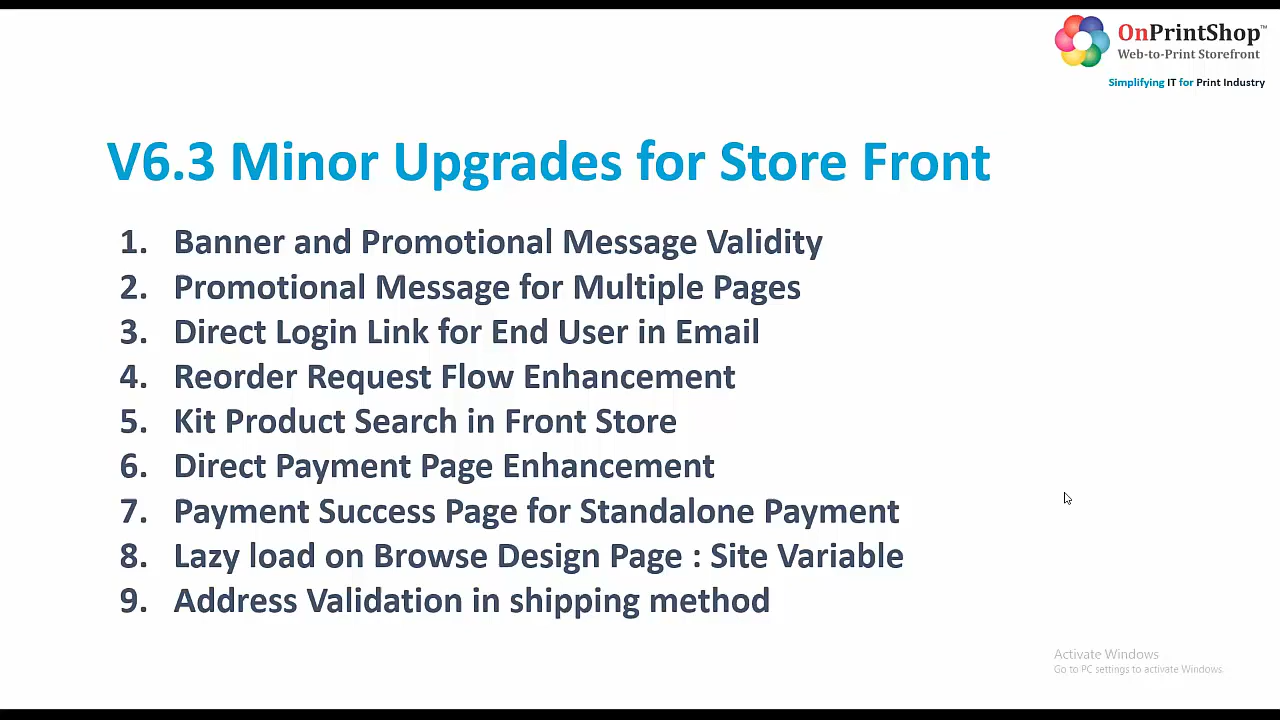 OnPrintShop™
Web-to-Print Storefront
Simplifying IT for Print Industry
V6.3 Minor Upgrades for Store Front
1. Banner and Promotional Message Validity
2. Promotional Message for Multiple Pages
3. Direct Login Link for End User in Email
4. Reorder Request Flow Enhancement
5. Kit Product Search in Front Store
6. Direct Payment Page Enhancement
7. Payment Success Page for Standalone Payment
8. Lazy load on Browse Design Page : Site Variable
9. Address Validation in shipping method
Activate Windows
Go to PC settings to activate Windows.